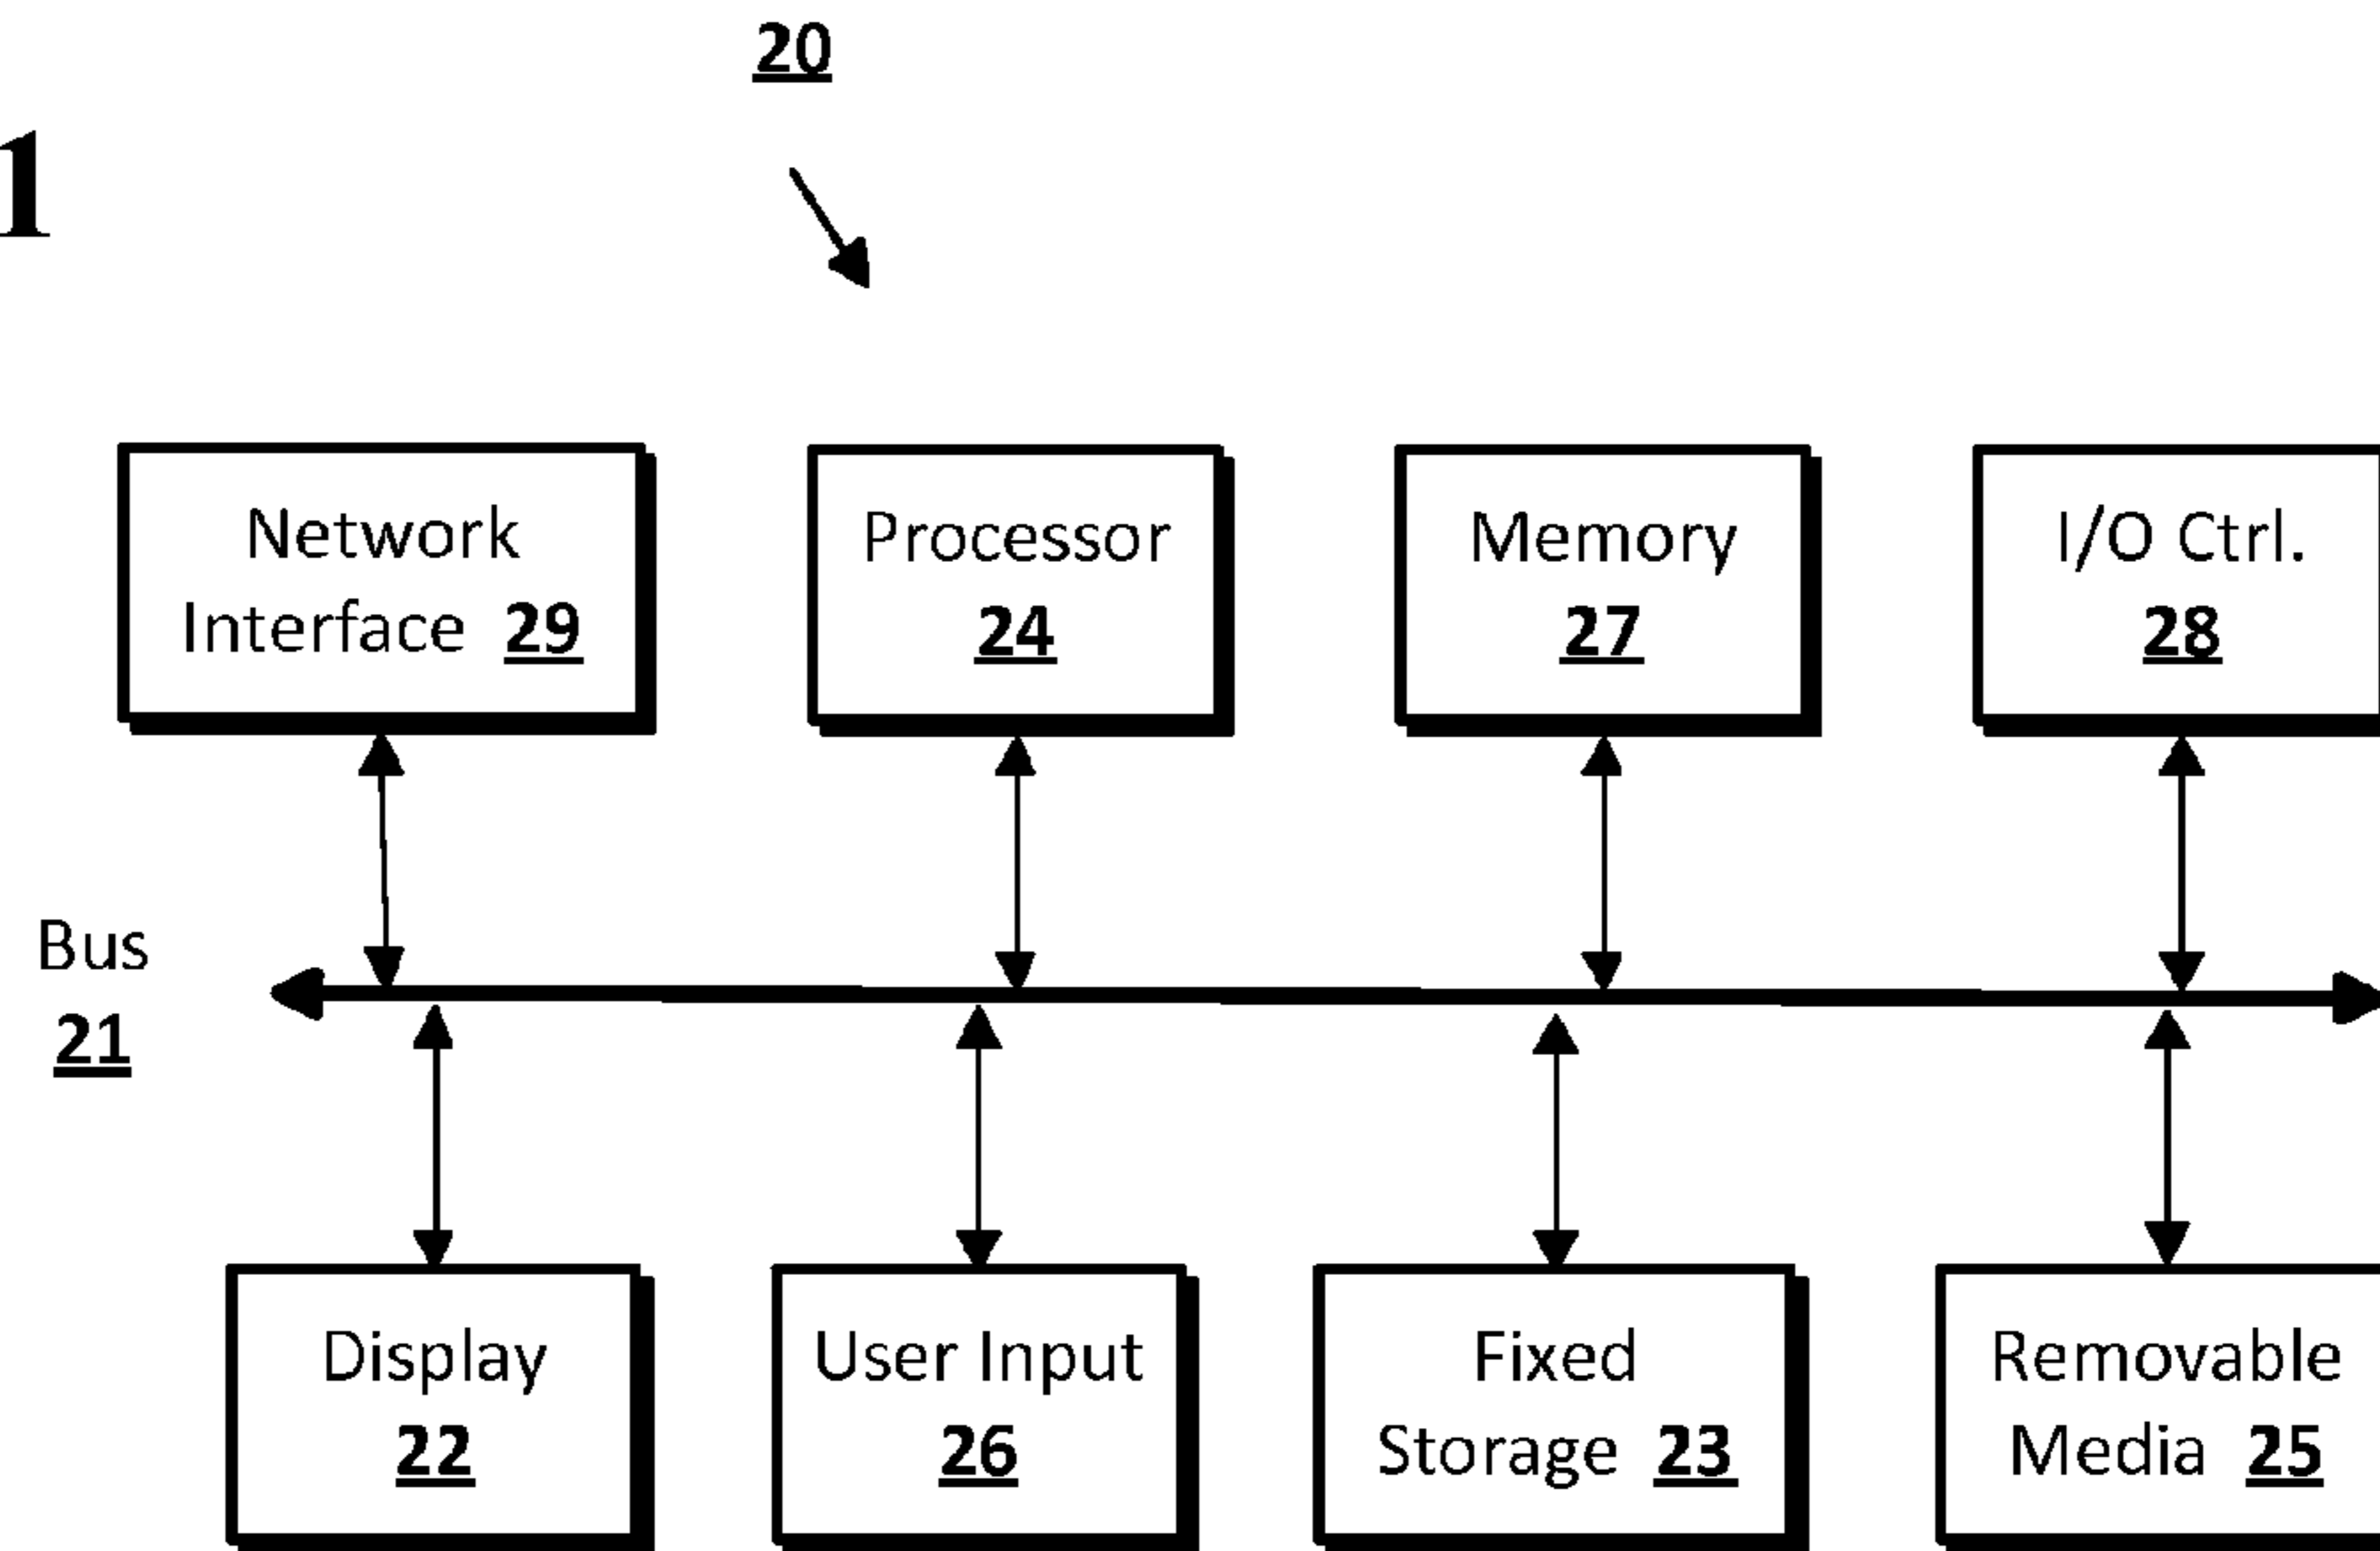 20
1
Network
Interface 29
Processor
24
Memory
27
I/O Ctrl.
28
Bus
21
Display
22
User Input
26
Fixed
Storage 23
Removable
Media 25